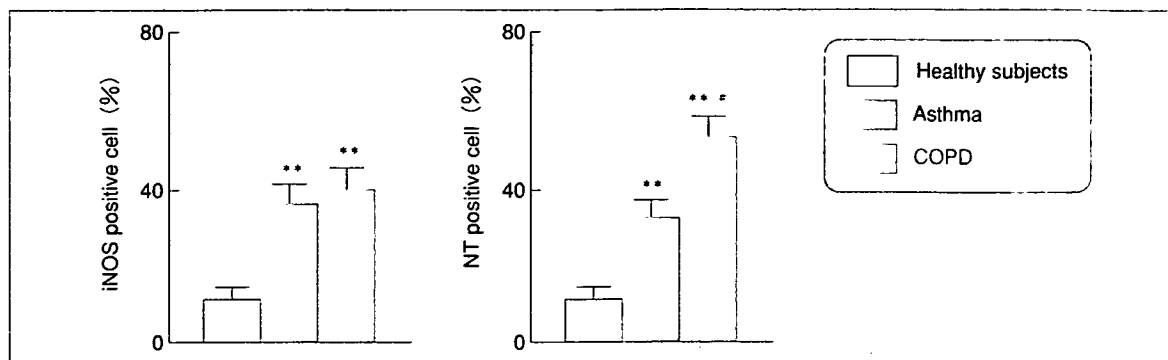 80
40
0
iNOS positive cell (%)
**
**
80
40
0
NT positive cell (%)
**
** #
Healthy subjects
Asthma
COPD